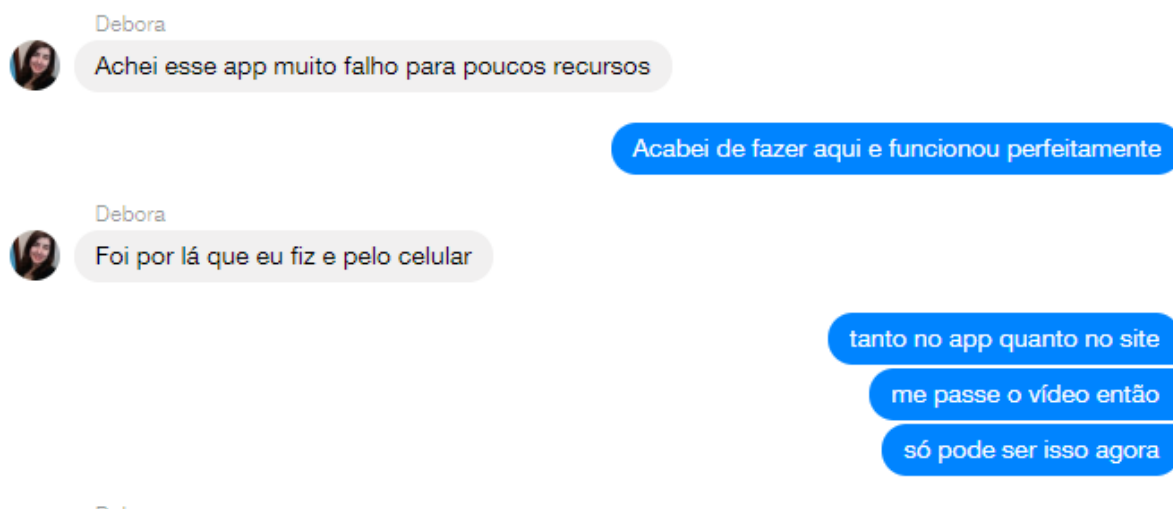 Debora
Achei esse app muito falho para poucos recursos
Acabei de fazer aqui e funcionou perfeitamente
Debora
Foi por lá que eu fiz e pelo celular
tanto no app quanto no site
me passe o vídeo então
só pode ser isso agora